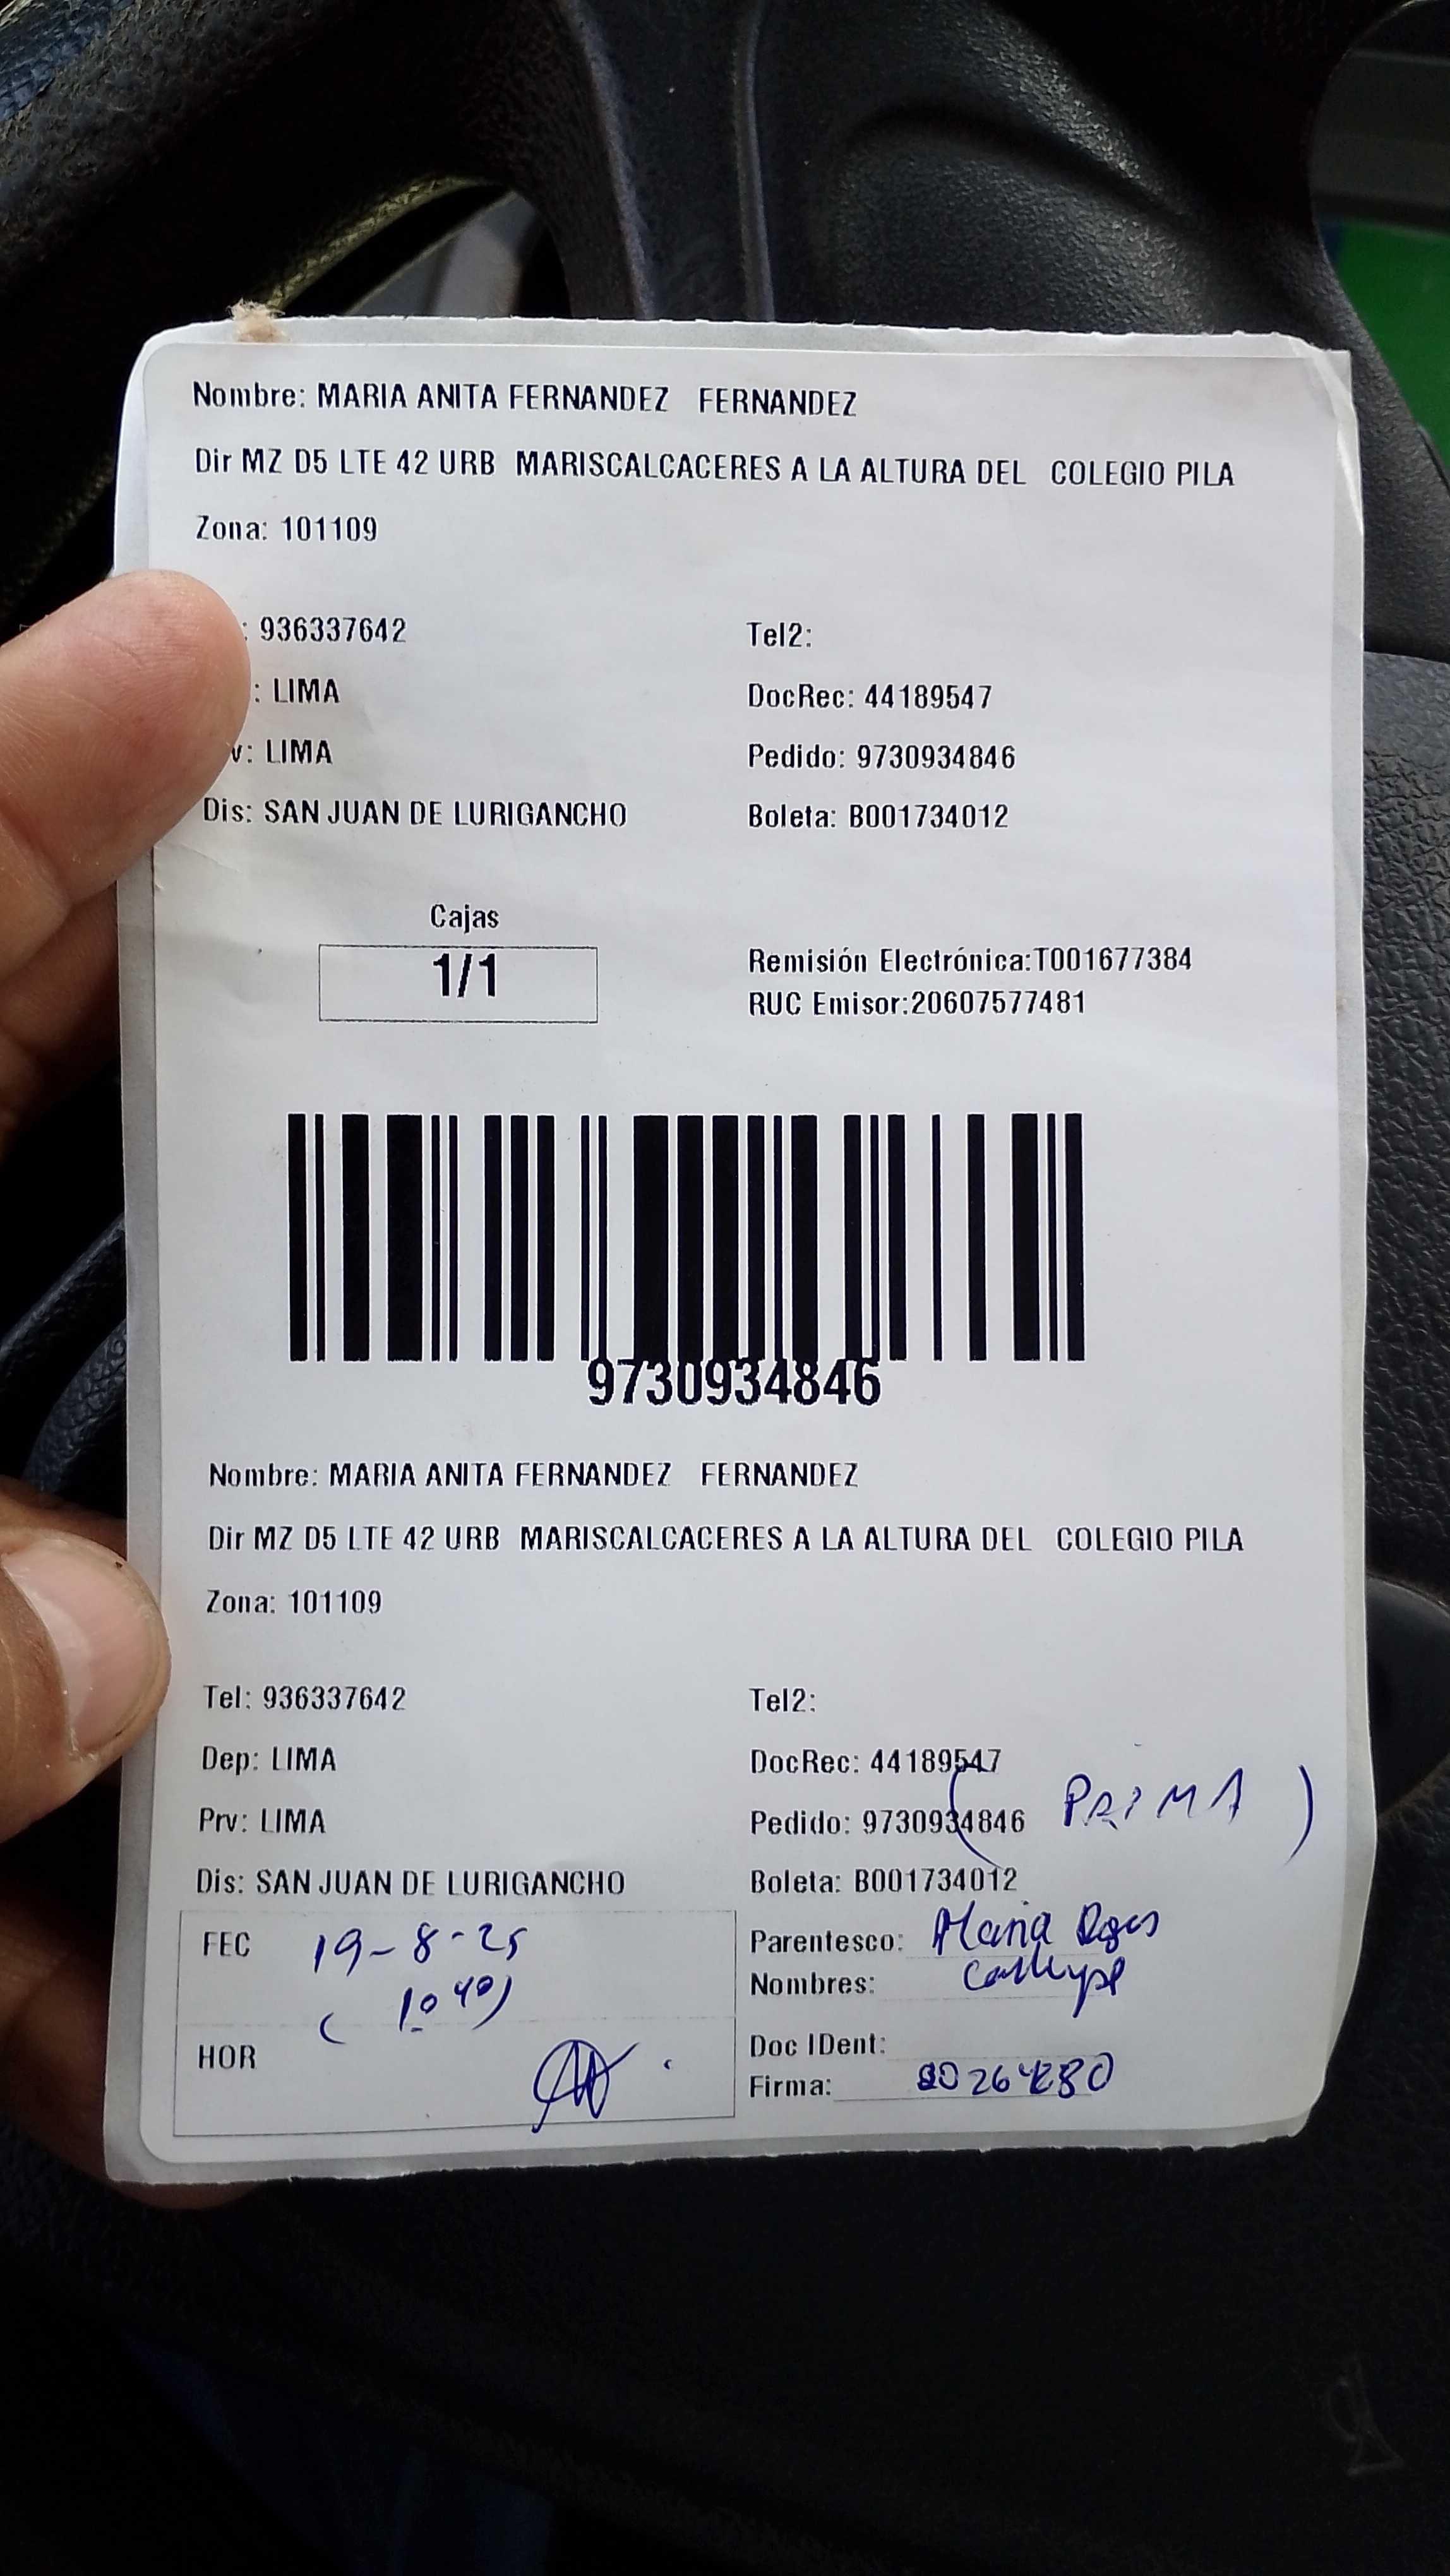 Nombre: MARIA ANITA FERNANDEZ FERNANDEZ
Dir MZ D5 LTE 42 URB MARISCALCACERES A LA ALTURA DEL COLEGIO PILA
Zona: 101109
: 936337642 Tel2:
: LIMA DocRec: 44189547
v: LIMA Pedido: 9730934846
Dis: SAN JUAN DE LURIGANCHO Boleta: B001734012
Cajas
1/1
Remisión Electrónica:T001677384
RUC Emisor:20607577481
9730934846
Nombre: MARIA ANITA FERNANDEZ FERNANDEZ
Dir MZ D5 LTE 42 URB MARISCALCACERES A LA ALTURA DEL COLEGIO PILA
Zona: 101109
Tel: 936337642 Tel2:
Dep: LIMA DocRec: 44189547
Prv: LIMA Pedido: 9730934846 (PRIMA)
Dis: SAN JUAN DE LURIGANCHO Boleta: B001734012
FEC 19-8-25
(10 40)
HOR
Parentesco: Maria
Nombres:
Doc IDent:
Firma: